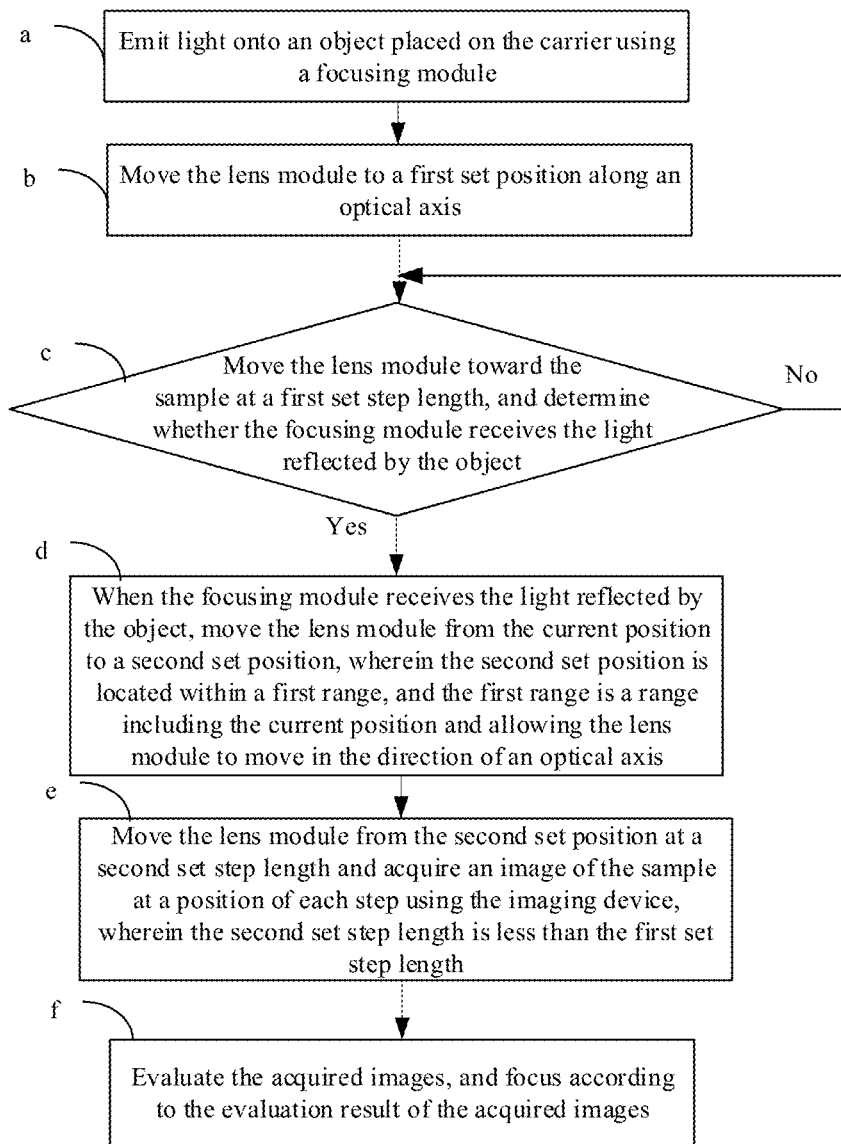 a
Emit light onto an object placed on the carrier using
a focusing module
b
Move the lens module to a first set position along an
optical axis
c
Move the lens module toward the
sample at a first set step length, and determine
whether the focusing module receives the light
reflected by the object
No
Yes
d
When the focusing module receives the light reflected by
the object, move the lens module from the current position
to a second set position, wherein the second set position is
located within a first range, and the first range is a range
including the current position and allowing the lens
module to move in the direction of an optical axis
e
Move the lens module from the second set position at a
second set step length and acquire an image of the sample
at a position of each step using the imaging device,
wherein the second set step length is less than the first set
step length
f
Evaluate the acquired images, and focus according
to the evaluation result of the acquired images